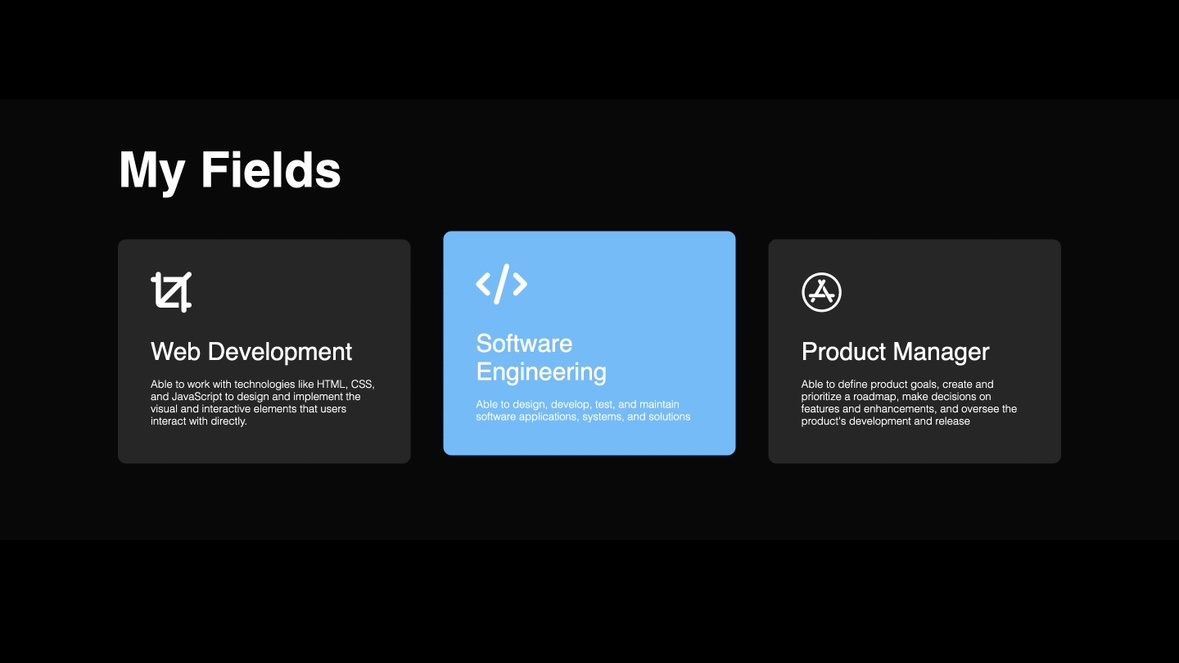 My Fields
Web Development
Able to work with technologies like HTML, CSS,
and JavaScript to design and implement the
visual and interactive elements that users
interact with directly.
Software
Engineering
Able to design, develop, test, and maintain
software applications, systems, and solutions
Product Manager
Able to define product goals, create and
prioritize a roadmap, make decisions on
features and enhancements, and oversee the
product's development and release